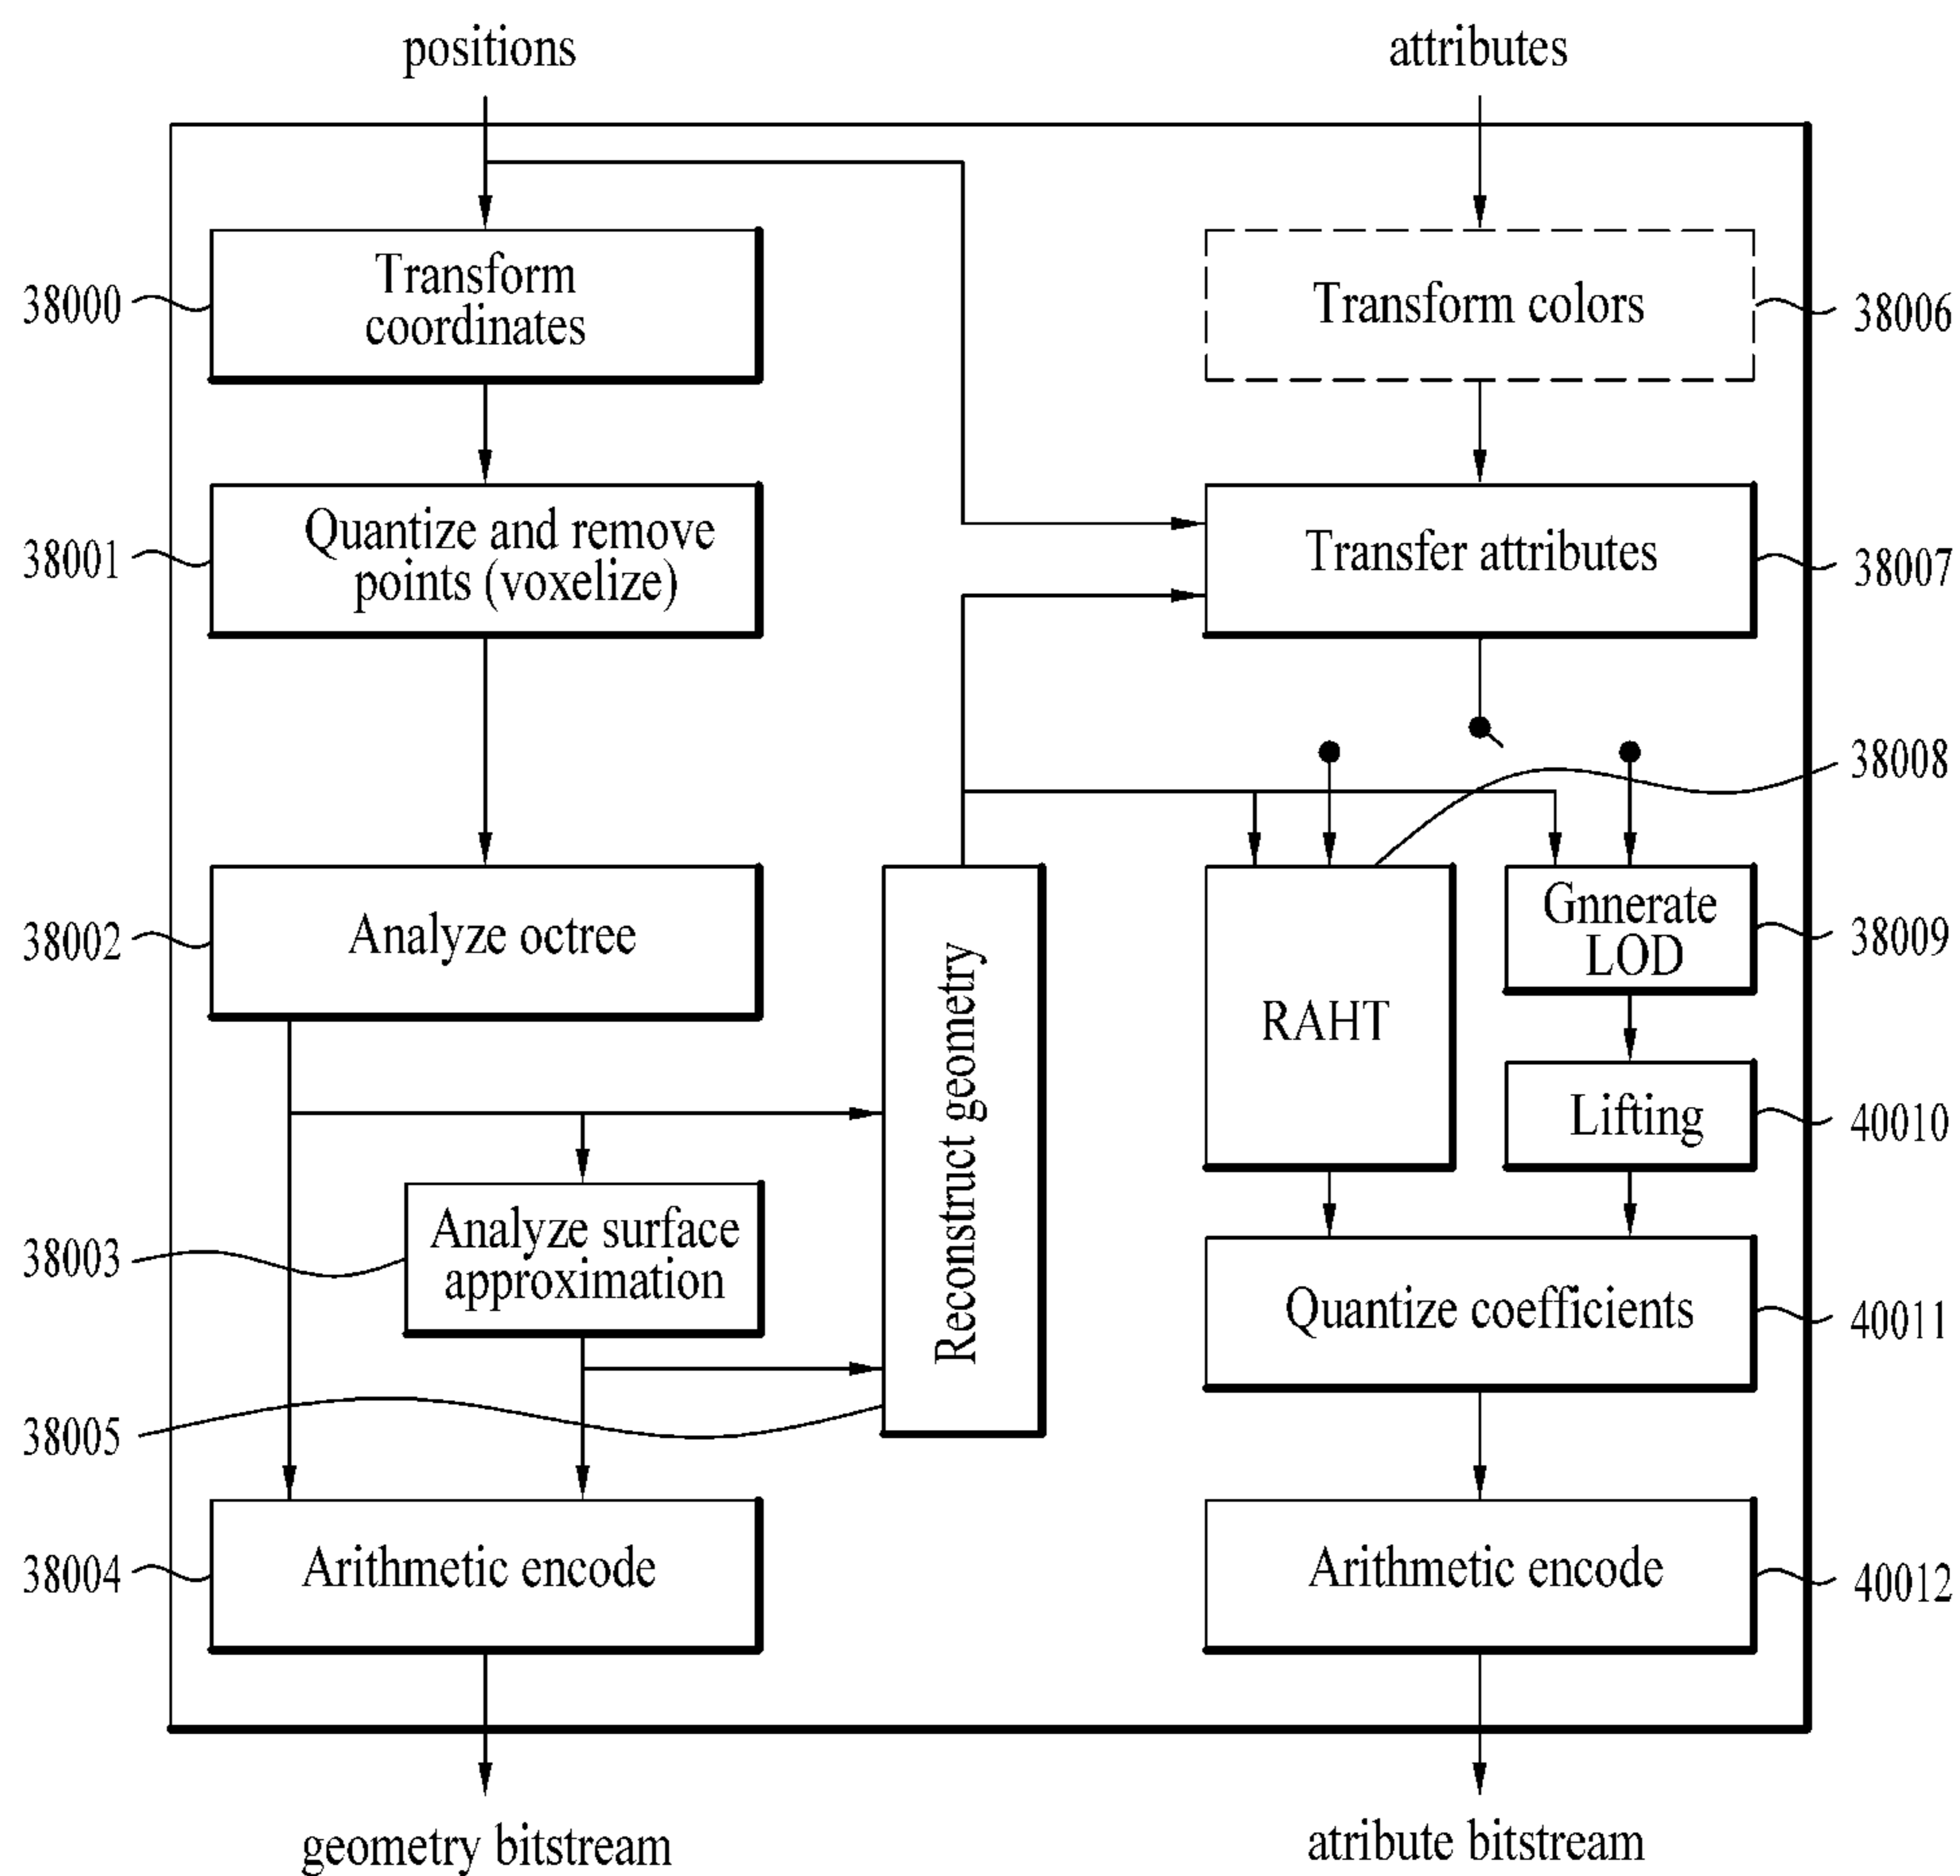 positions
attributes
Transform
coordinates
38000
Transform colors
38006
Quantize and remove
points (voxelize)
38001
Transfer attributes
38007
38008
Analyze octree
38002
Reconstruct geometry
RAHT
Gnnerate
LOD
38009
Lifting
40010
Analyze surface
approximation
38003
Quantize coefficients
40011
38005
Arithmetic encode
38004
Arithmetic encode
40012
geometry bitstream
atribute bitstream